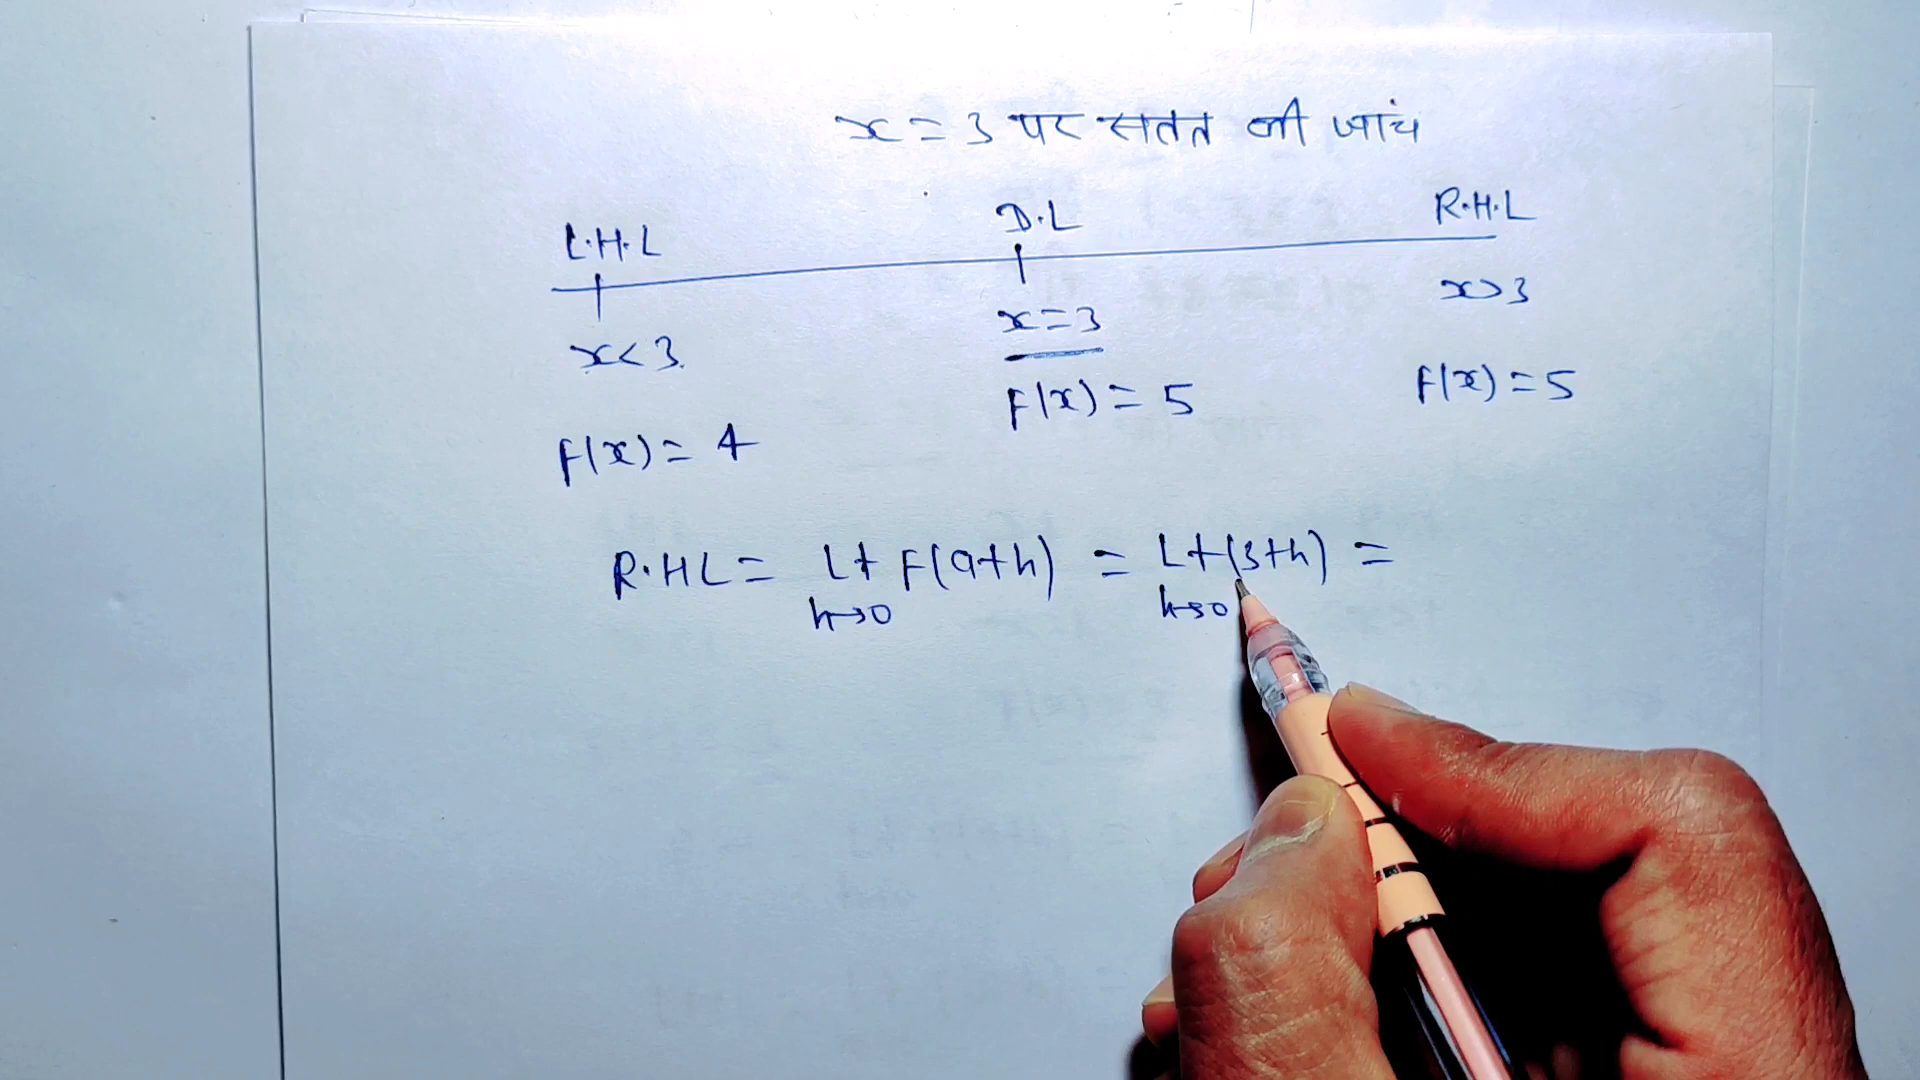 x = 3 पर सतत की जांच
L.H.L D.L R.H.L
x < 3 x = 3 x > 3
F(x) = 4 F(x) = 5 F(x) = 5
R.HL = Lt F(a+h) = Lt (3+h) =
h→0 h→0